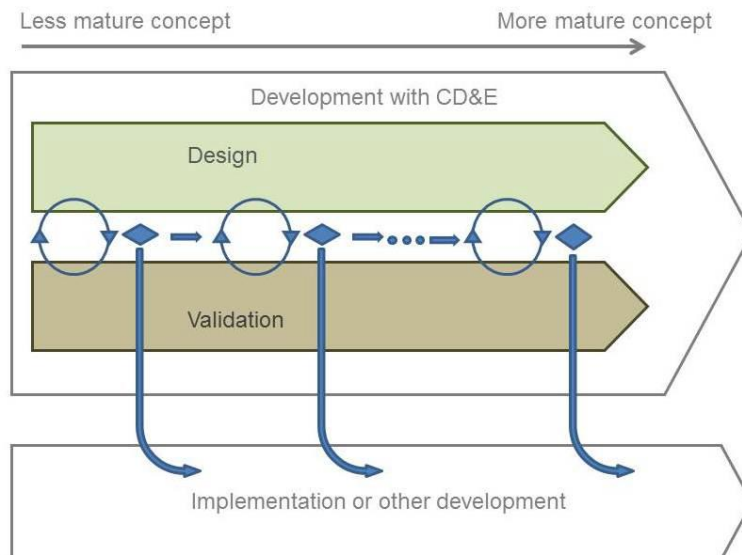 Less mature concept
More mature concept
Development with CD&E
Design
Validation
Implementation or other development